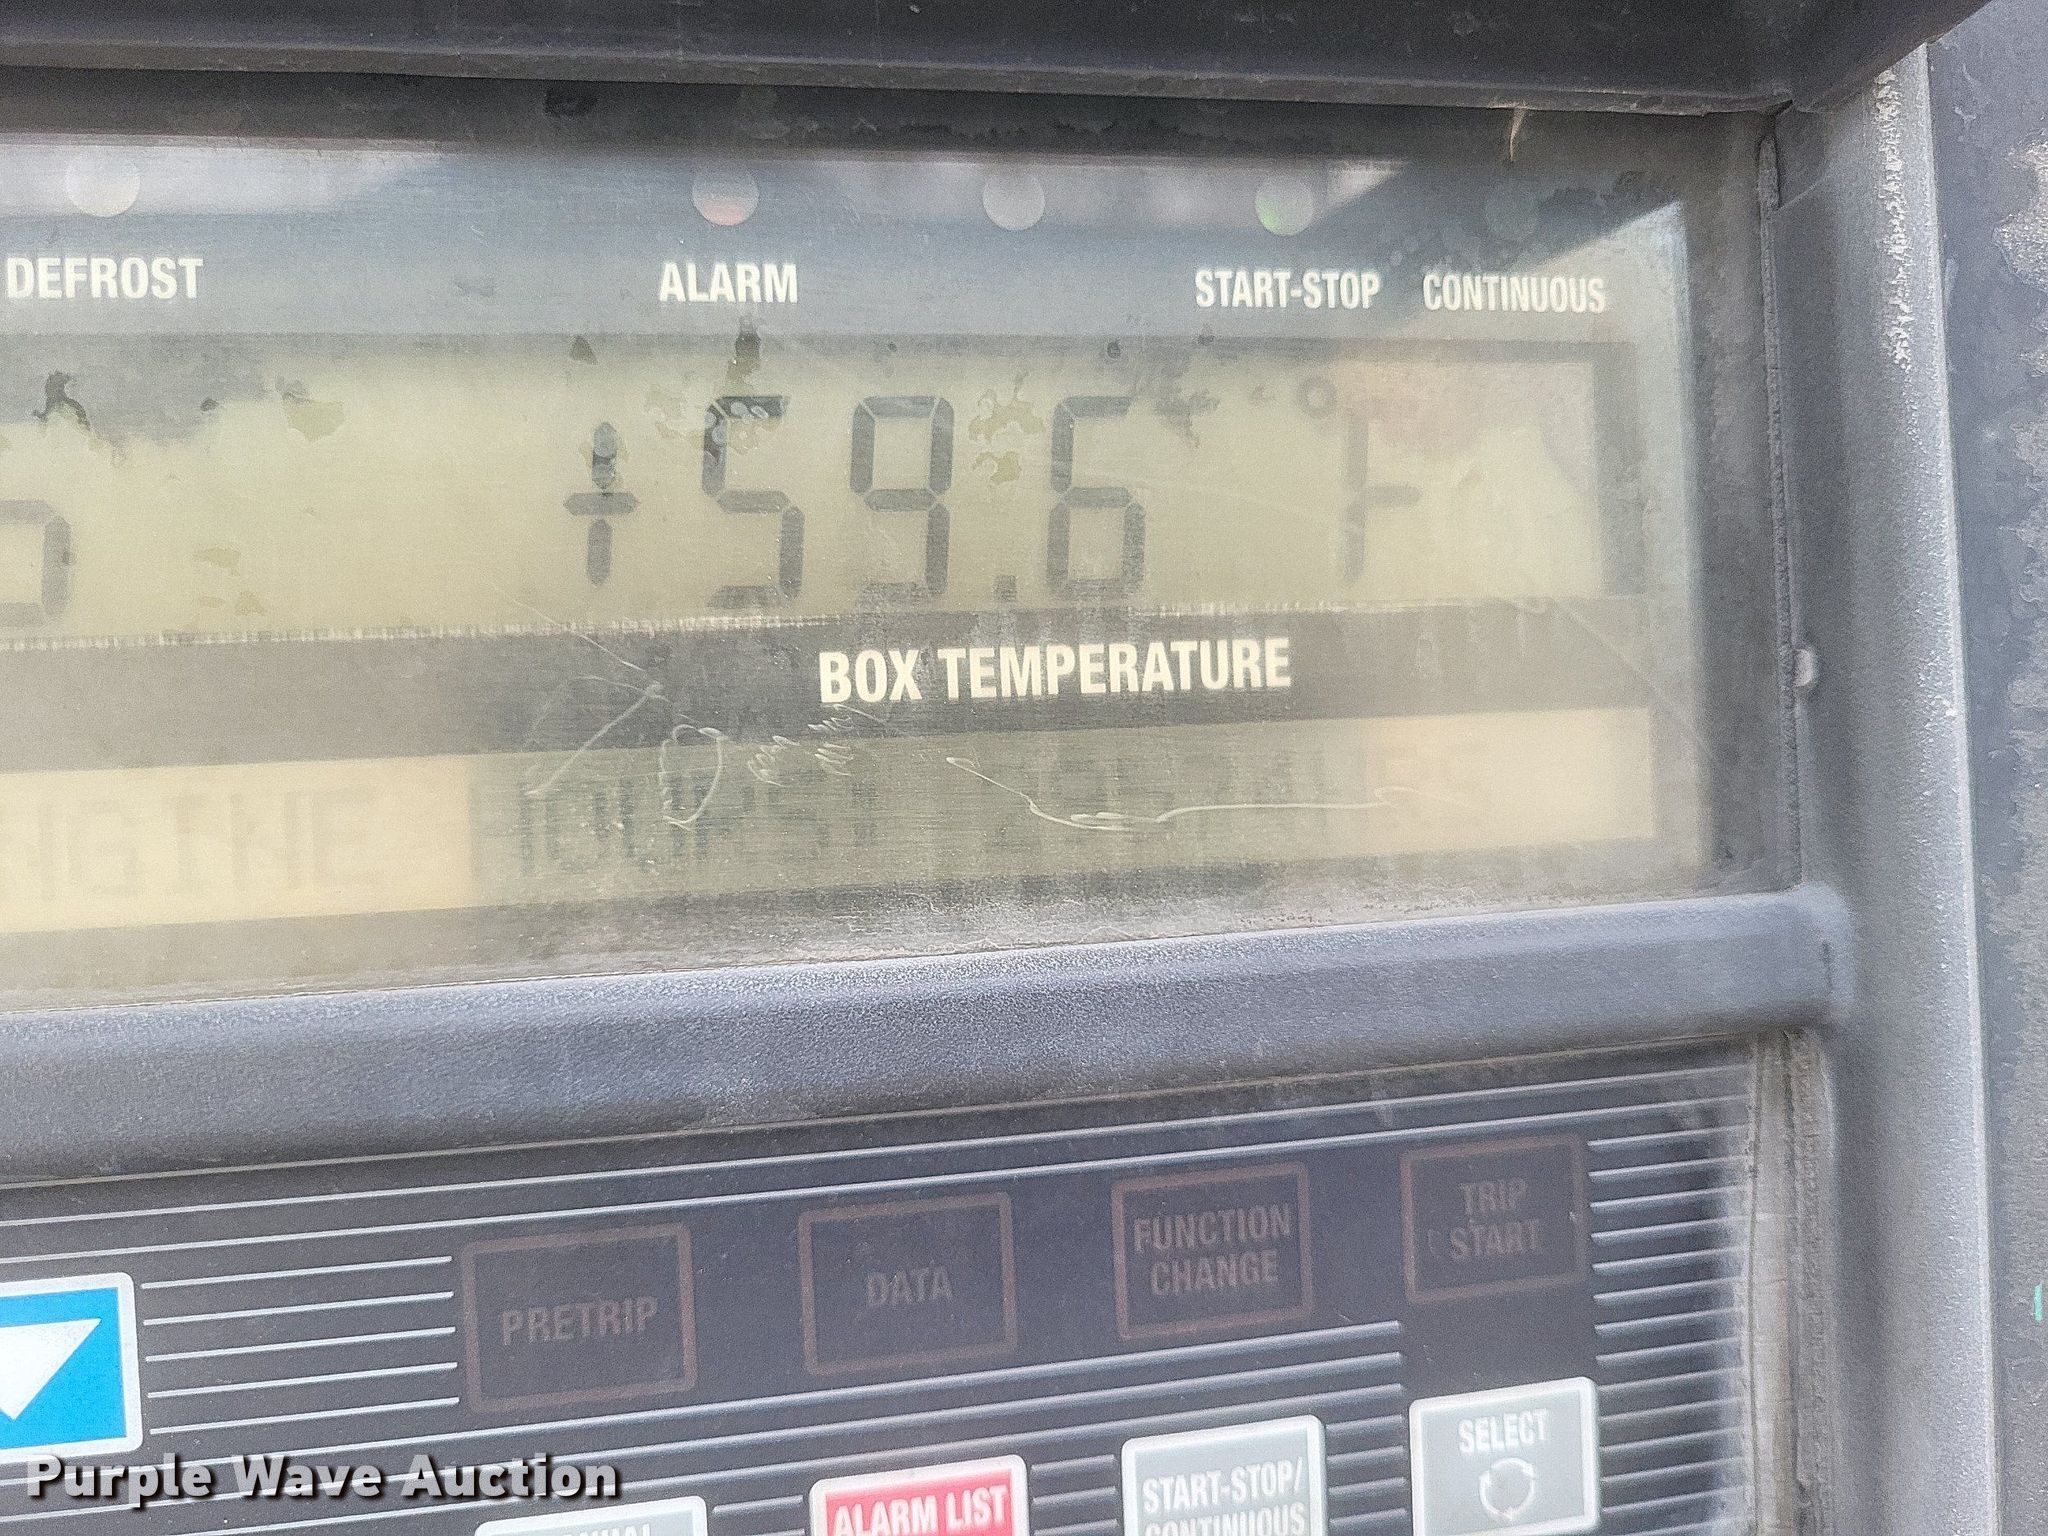 DEFROST ALARM START-STOP CONTINUOUS
+59.6 °F
BOX TEMPERATURE
PRETRIP DATA FUNCTION CHANGE TRIP START
SELECT
ALARM LIST START-STOP/
CONTINUOUS
Purple Wave Auction